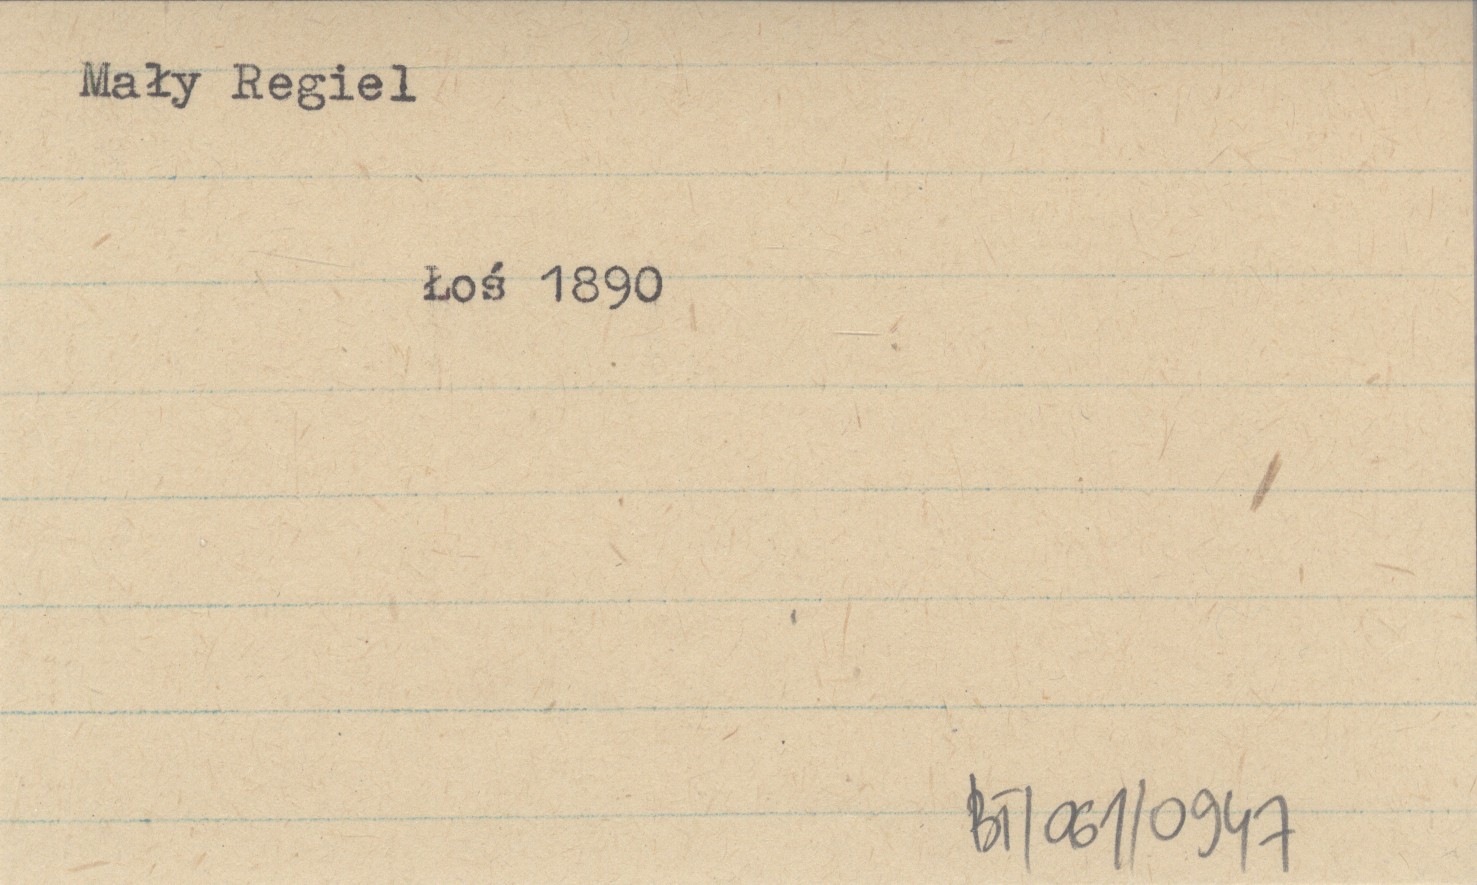 Mały Regiel
Łoś 1890
BT/061/0947